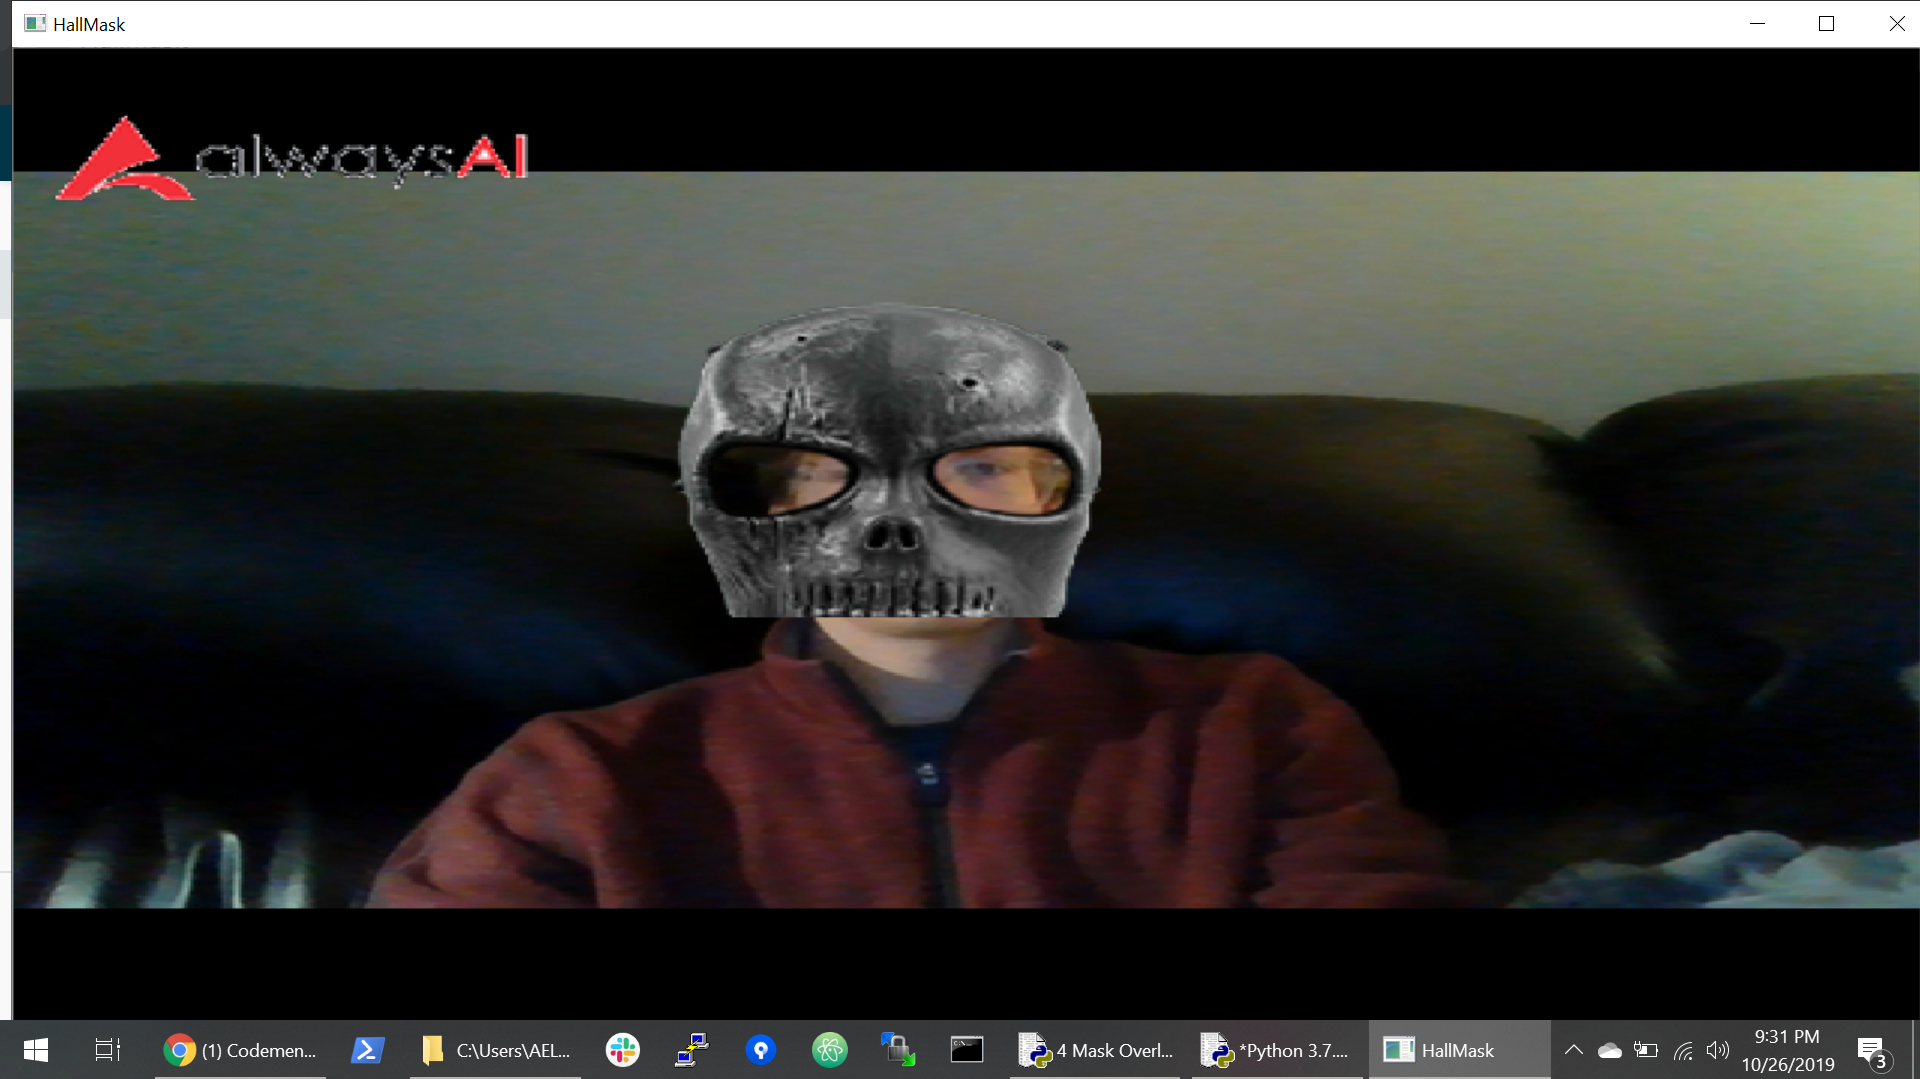 HallMask
alwaysAI
(1) Codemen...
C:\Users\AEL...
4 Mask Overl...
*Python 3.7....
HallMask
9:31 PM
10/26/2019
3